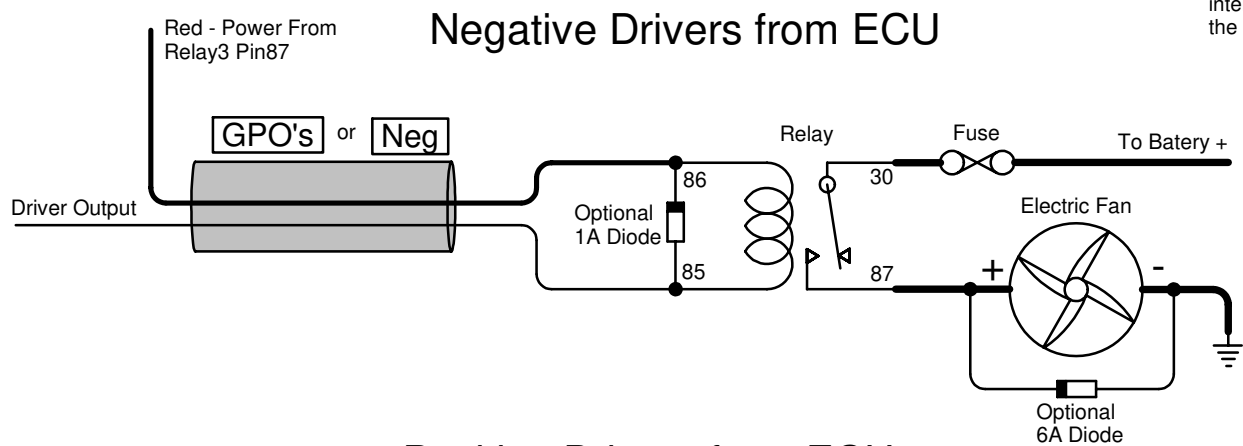 Negative Drivers from ECU
the
Red - Power From
Relay3 Pin87
GPO's or Neg
Relay
Fuse
To Batery +
30
86
Driver Output
Optional
1A Diode
Electric Fan
85
87
+
-
Optional
6A Diode